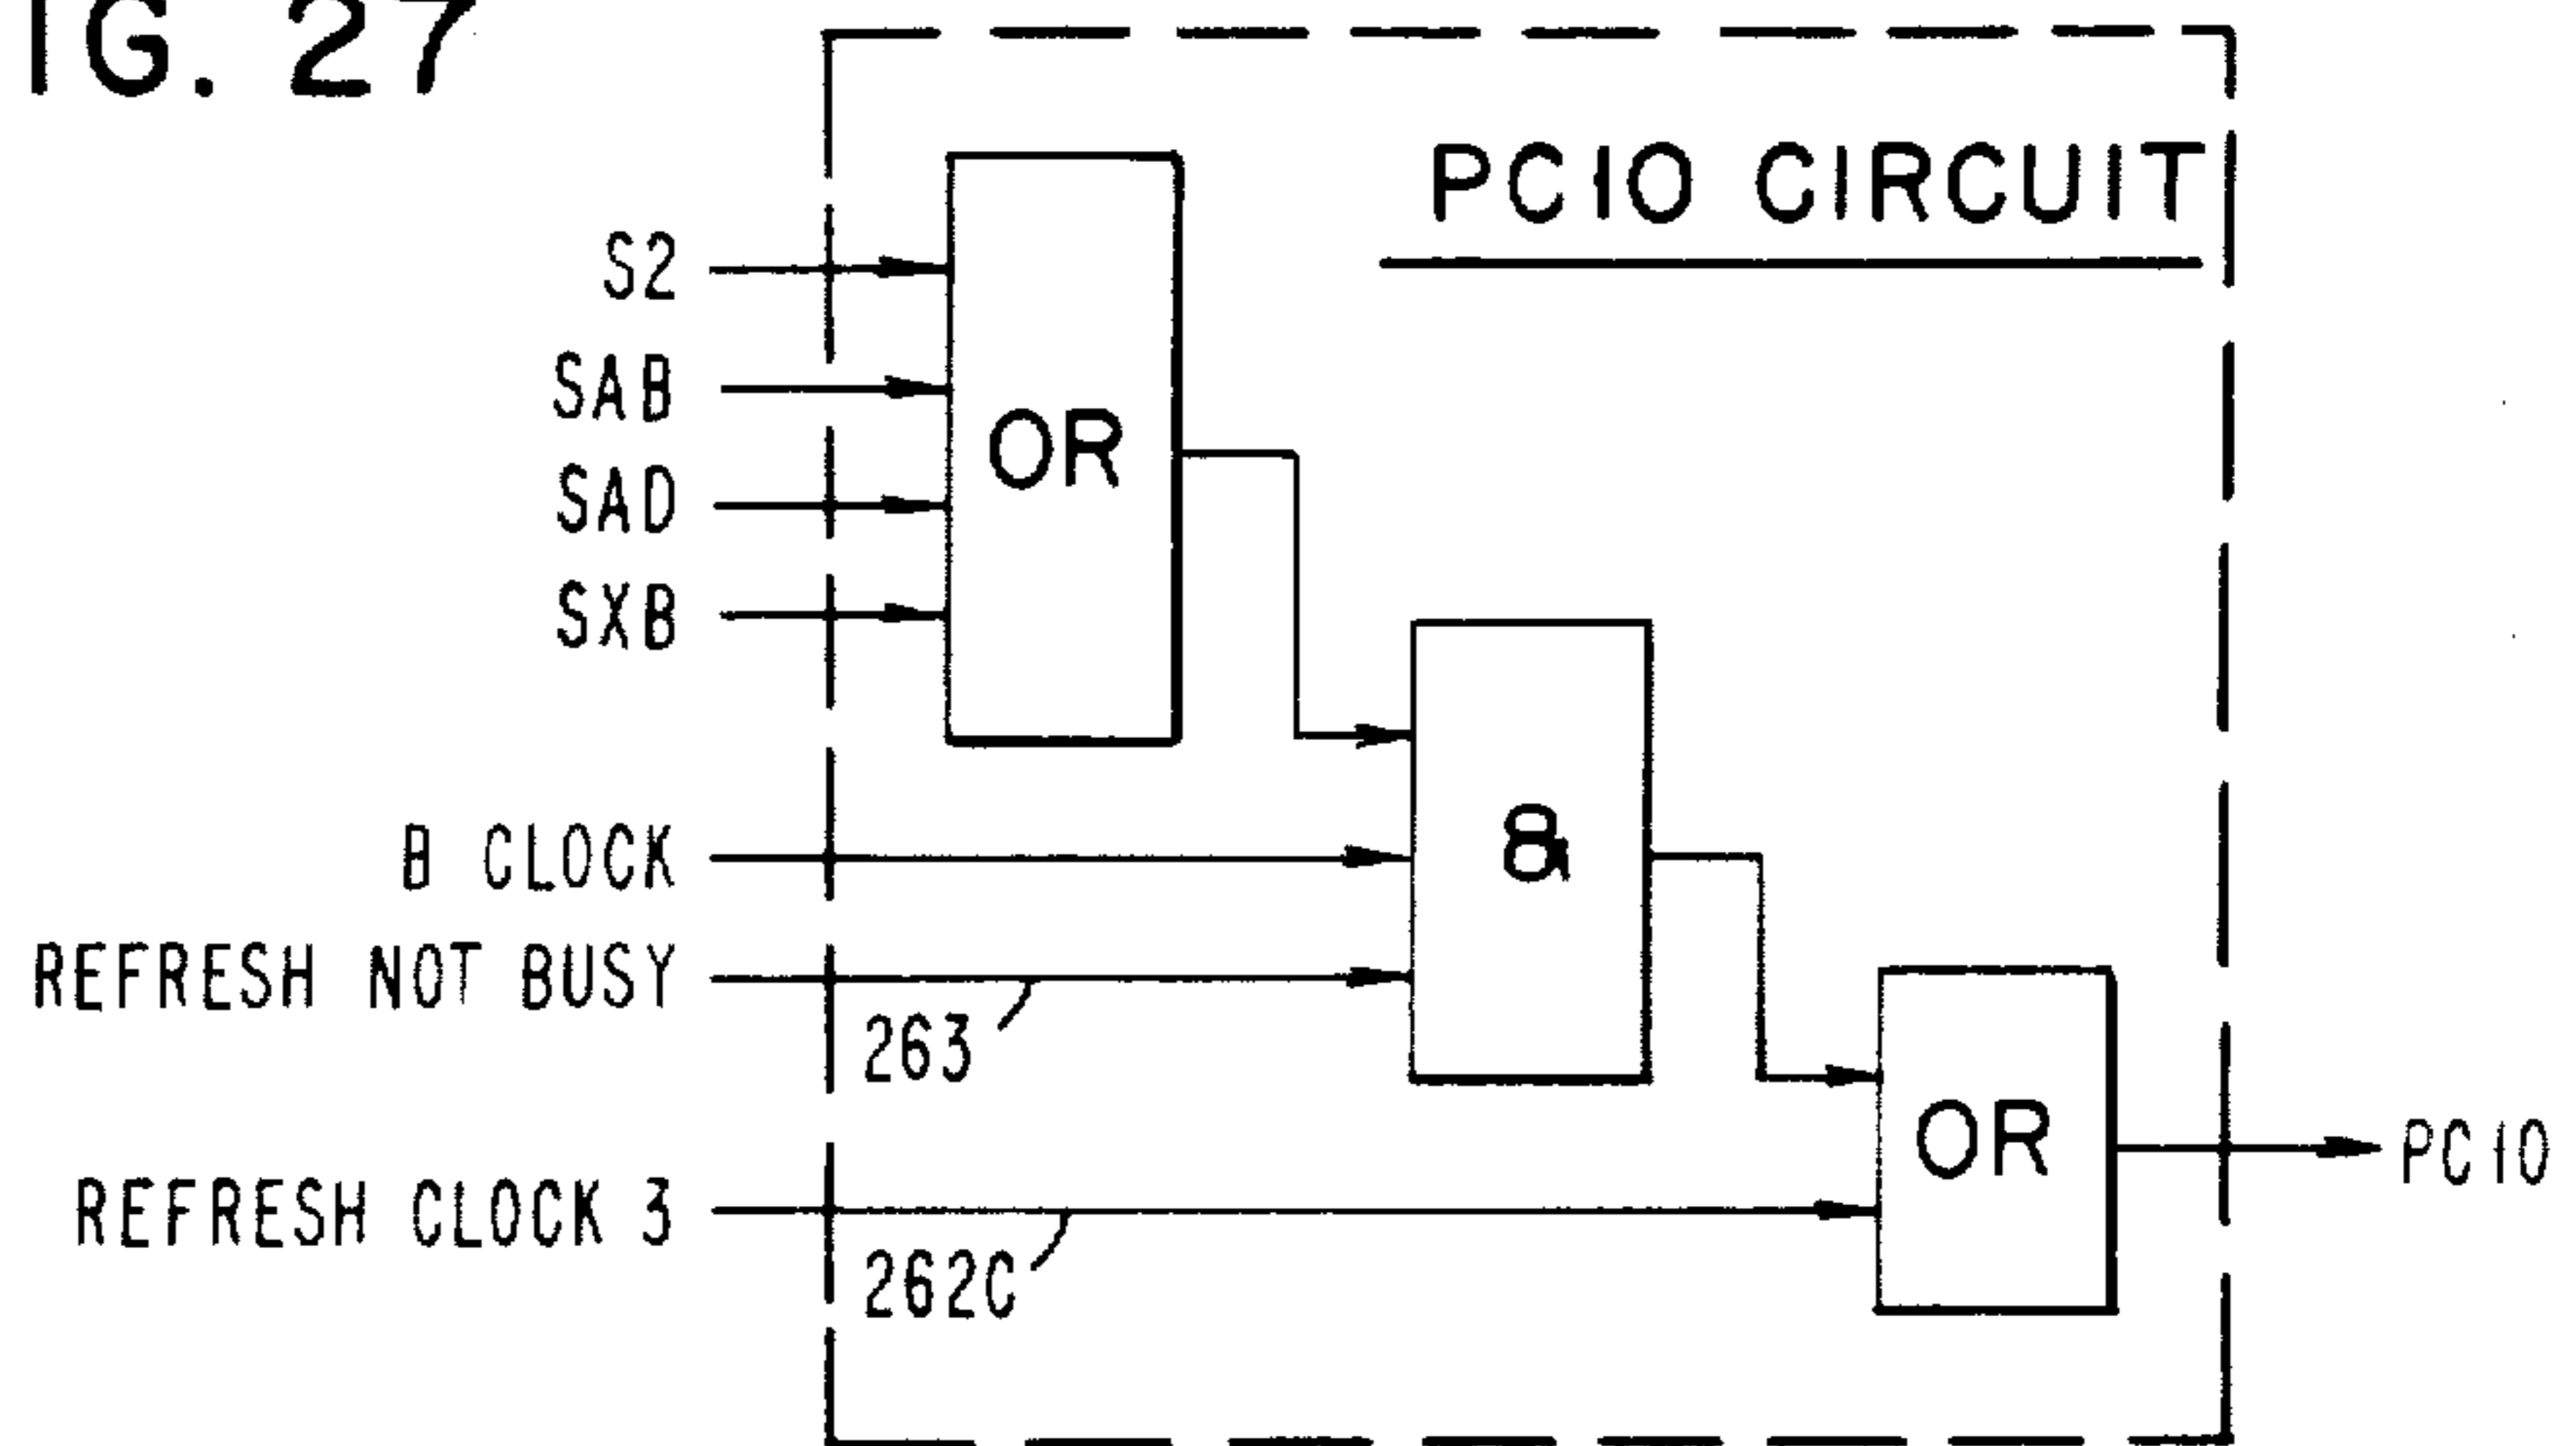 IG. 27
PC10 CIRCUIT
S2
SAB
OR
SAD
SXB
B CLOCK
&
REFRESH NOT BUSY
263
OR
PC10
REFRESH CLOCK 3
262C